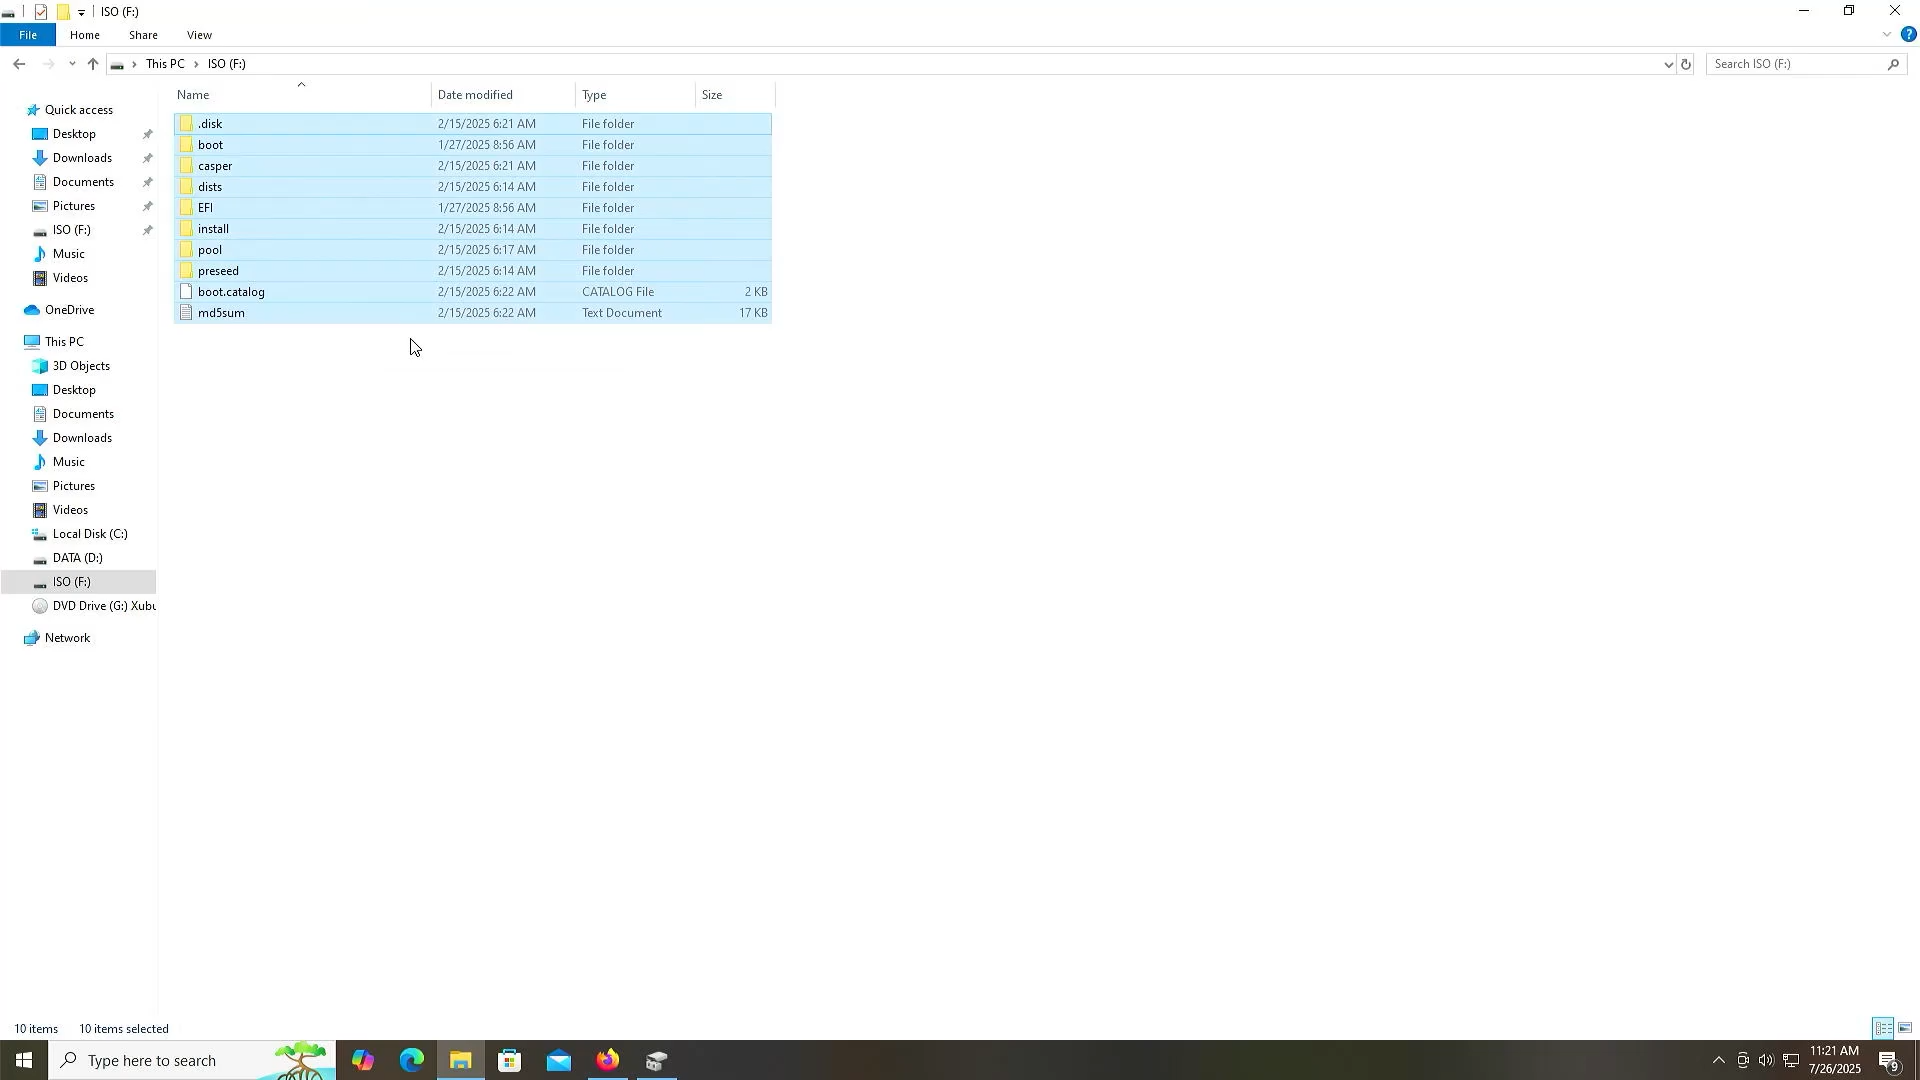 ISO (F:)
File Home Share View
This PC ISO (F:)
Search ISO (F:)
Name Date modified Type Size
.disk 2/15/2025 6:21 AM File folder
boot 1/27/2025 8:56 AM File folder
casper 2/15/2025 6:21 AM File folder
dists 2/15/2025 6:14 AM File folder
EFI 1/27/2025 8:56 AM File folder
install 2/15/2025 6:14 AM File folder
pool 2/15/2025 6:17 AM File folder
preseed 2/15/2025 6:14 AM File folder
boot.catalog 2/15/2025 6:22 AM CATALOG File 2 KB
md5sum 2/15/2025 6:22 AM Text Document 17 KB
Quick access
Desktop
Downloads
Documents
Pictures
ISO (F:)
Music
Videos
OneDrive
This PC
3D Objects
Desktop
Documents
Downloads
Music
Pictures
Videos
Local Disk (C:)
DATA (D:)
ISO (F:)
DVD Drive (G:) Xubu
Network
10 items 10 items selected
Type here to search
11:21 AM
7/26/2025
9